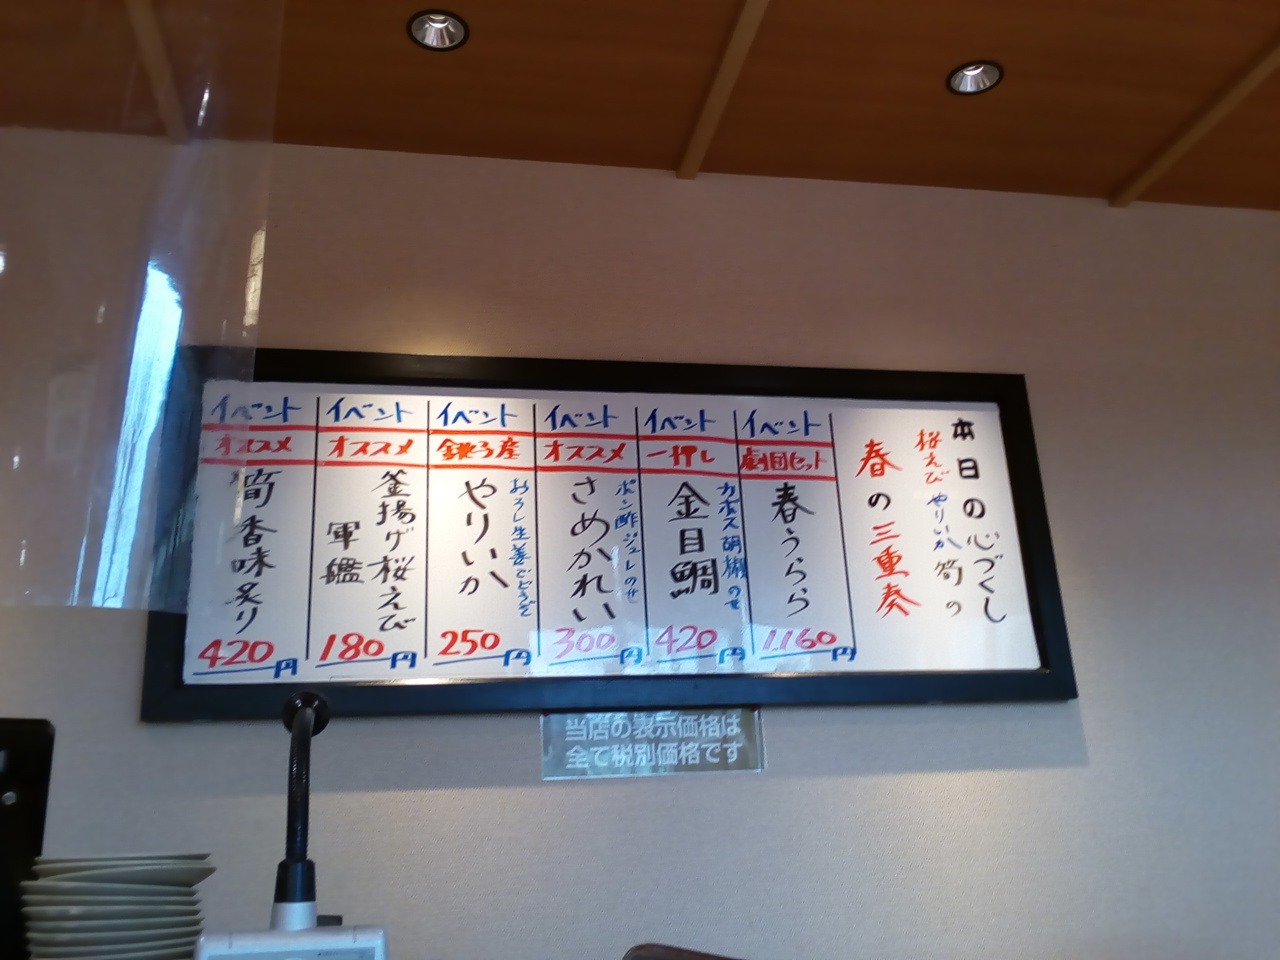 本日の心づくし
桜えび やりいか 筍の
春の三重奏
イベント
劇団セット
春うらら
1,160円
イベント
一押し
カボス胡椒のせ
金目鯛
420円
イベント
オススメ
ポン酢ジュレのせ
さめかれい
300円
イベント
銚子産
おろし生姜でどうぞ
やりいか
250円
イベント
オススメ
釜揚げ桜えび
軍艦
180円
イベント
オススメ
筍香味炙り
420円
当店の表示価格は
全て税別価格です